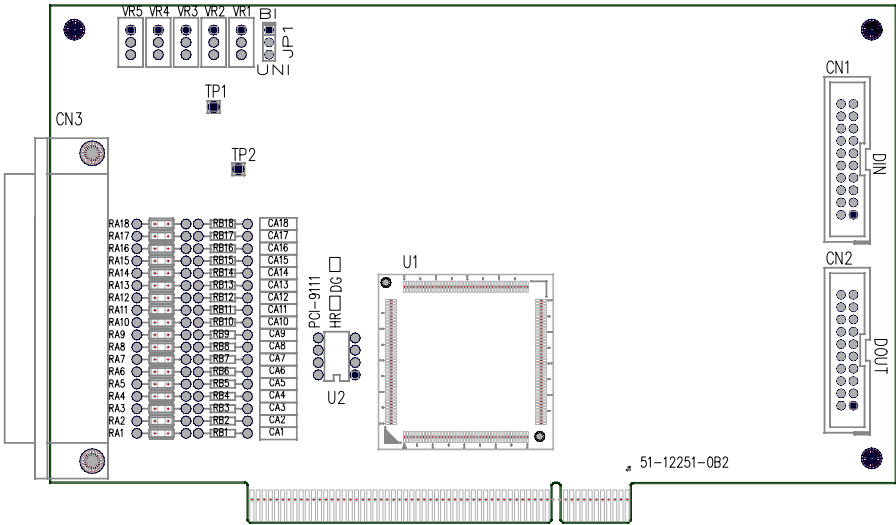 VR5 VR4 VR3 VR2 VR1 BI
JP1
UNI
TP1
CN1
CN3
TP2
DIN
RA18 RB18 CA18
RA17 RB17 CA17
RA16 RB16 CA16
RA15 RB15 CA15
RA14 RB14 CA14
RA13 RB13 CA13
RA12 RB12 CA12
RA11 RB11 CA11
RA10 RB10 CA10
RA9 RB9 CA9
RA8 RB8 CA8
RA7 RB7 CA7
RA6 RB6 CA6
RA5 RB5 CA5
RA4 RB4 CA4
RA3 RB3 CA3
RA2 RB2 CA2
RA1 RB1 CA1
PCI-9111
HR DG
U1
U2
CN2
DOUT
51-12251-0B2